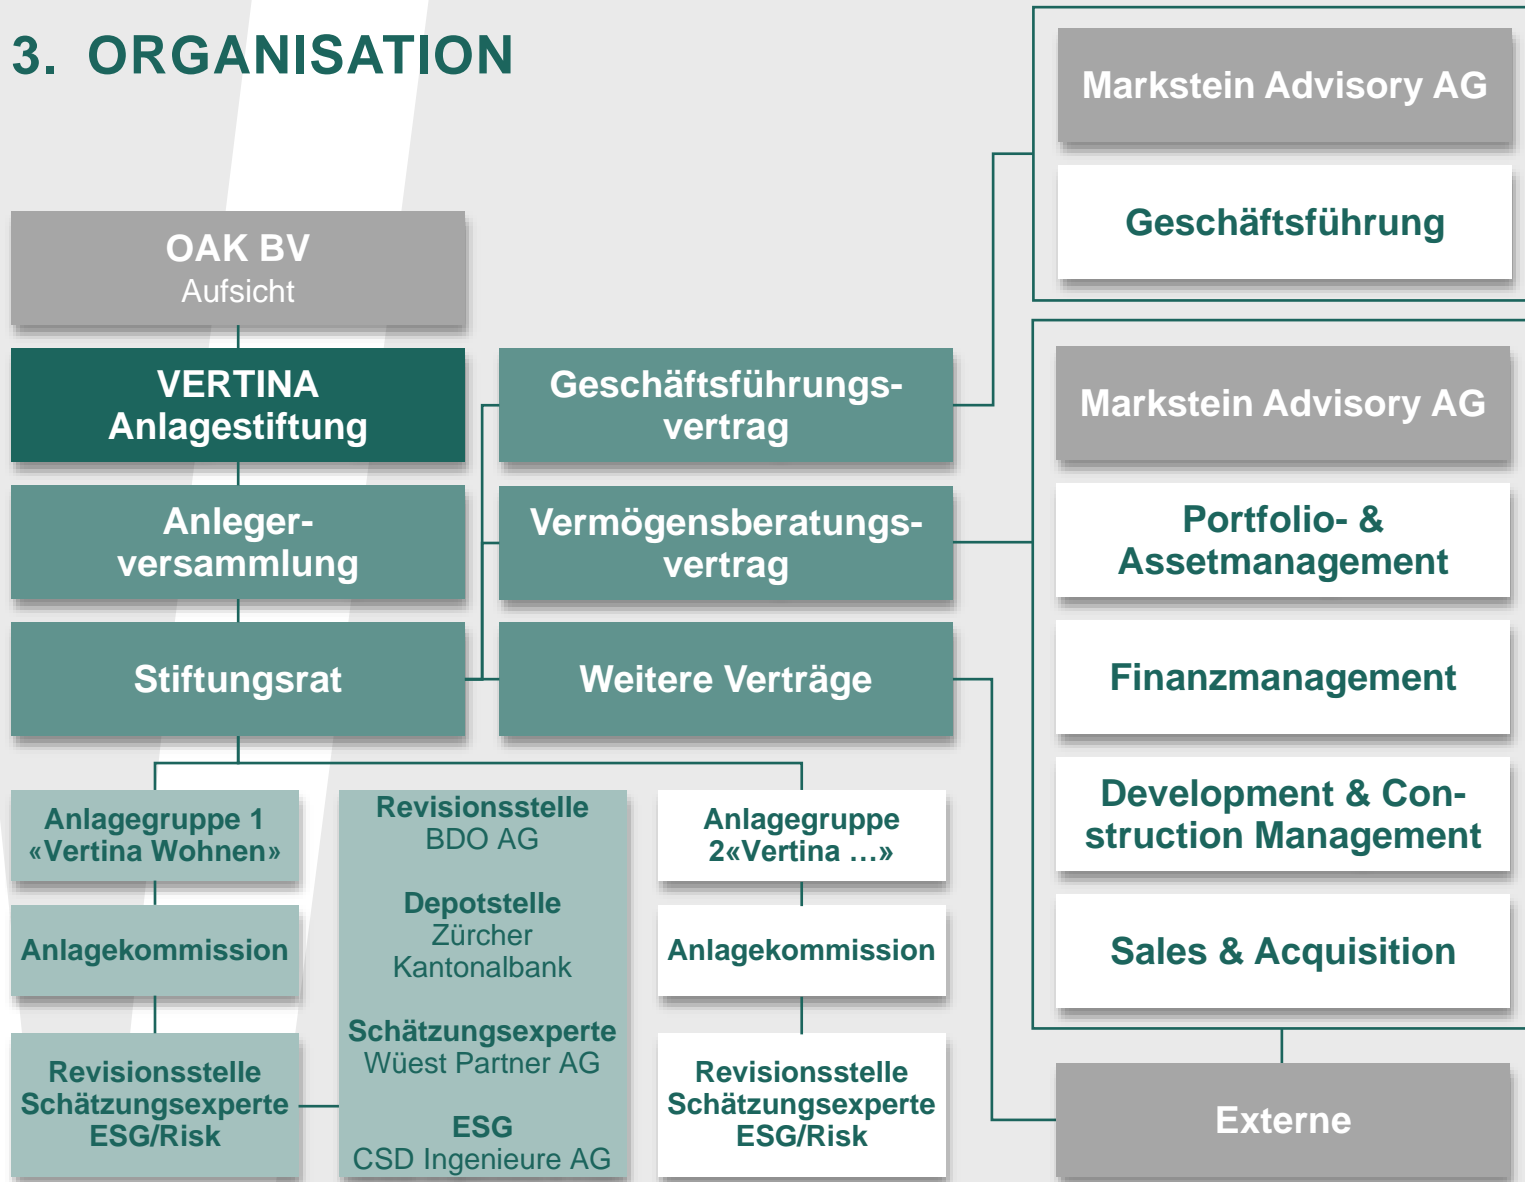 3. ORGANISATION
OAK BV
Aufsicht
VERTINA
Anlagestiftung
Anleger-
versammlung
Stiftungsrat
Geschäftsführungs-
vertrag
Vermögensberatungs-
vertrag
Weitere Verträge
Markstein Advisory AG
Geschäftsführung
Markstein Advisory AG
Portfolio- &
Assetmanagement
Finanzmanagement
Development & Con-
struction Management
Sales & Acquisition
Externe
Anlagegruppe 1
«Vertina Wohnen»
Anlagekommission
Revisionsstelle
Schätzungsexperte
ESG/Risk
Revisionsstelle
BDO AG
Depotstelle
Zürcher
Kantonalbank
Schätzungsexperte
Wüest Partner AG
ESG
CSD Ingenieure AG
Anlagegruppe
2«Vertina …»
Anlagekommission
Revisionsstelle
Schätzungsexperte
ESG/Risk